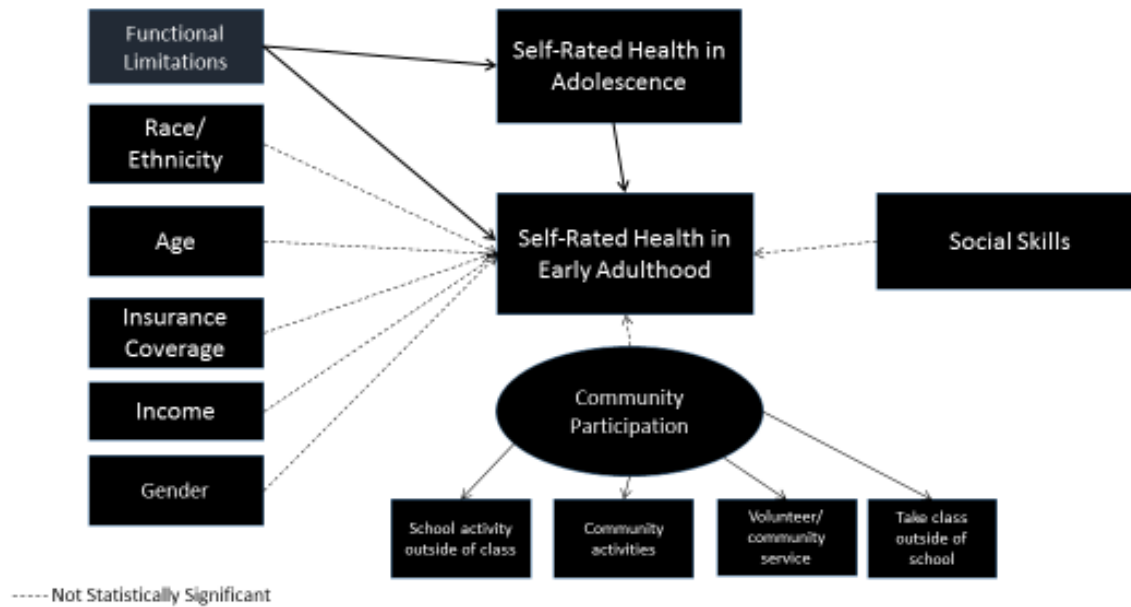 Functional
Limitations
Self-Rated Health in
Adolescence
Race/
Ethnicity
Age
Self-Rated Health in
Early Adulthood
Social Skills
Insurance
Coverage
Income
Community
Participation
Gender
School activity
outside of class
Community
activities
Volunteer/
community
service
Take class
outside of
school
----- Not Statistically Significant